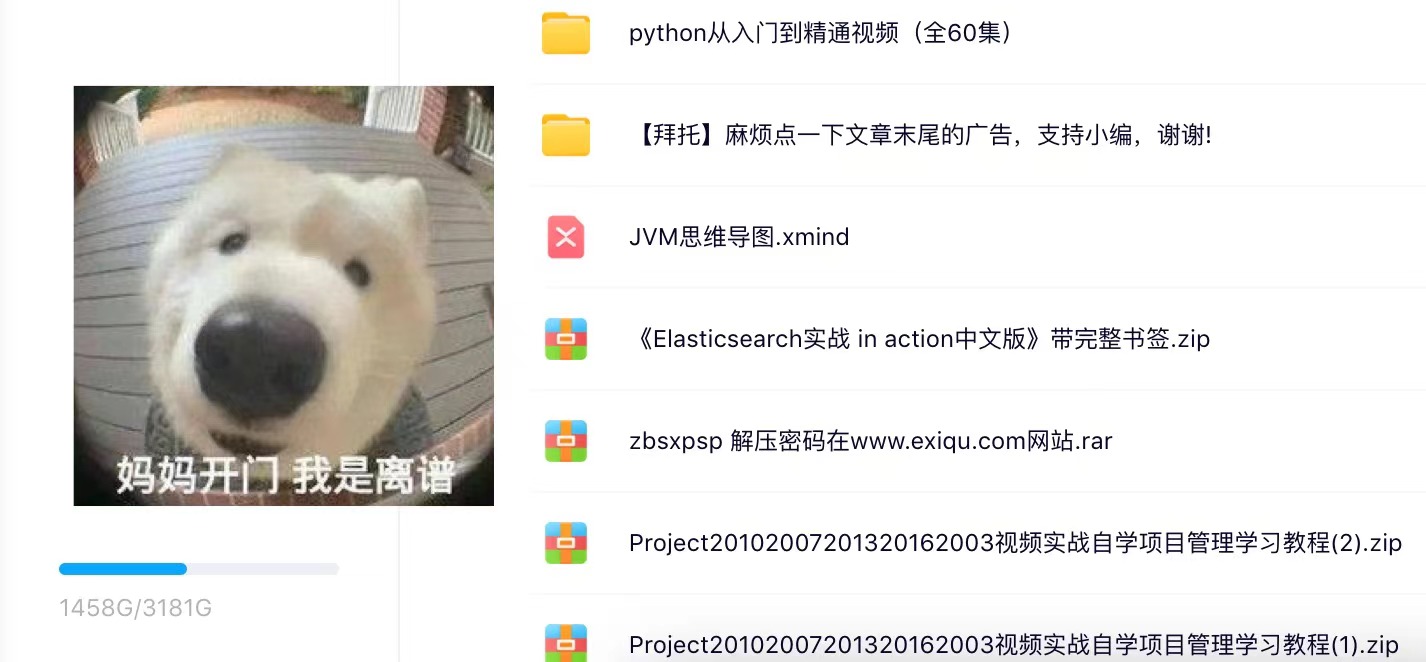 python从入门到精通视频（全60集）
【拜托】麻烦点一下文章末尾的广告，支持小编，谢谢!
JVM思维导图.xmind
《Elasticsearch实战 in action中文版》带完整书签.zip
zbsxpsp 解压密码在www.exiqu.com网站.rar
Project20102007201320162003视频实战自学项目管理学习教程(2).zip
Project20102007201320162003视频实战自学项目管理学习教程(1).zip
妈妈开门 我是离谱
1458G/3181G